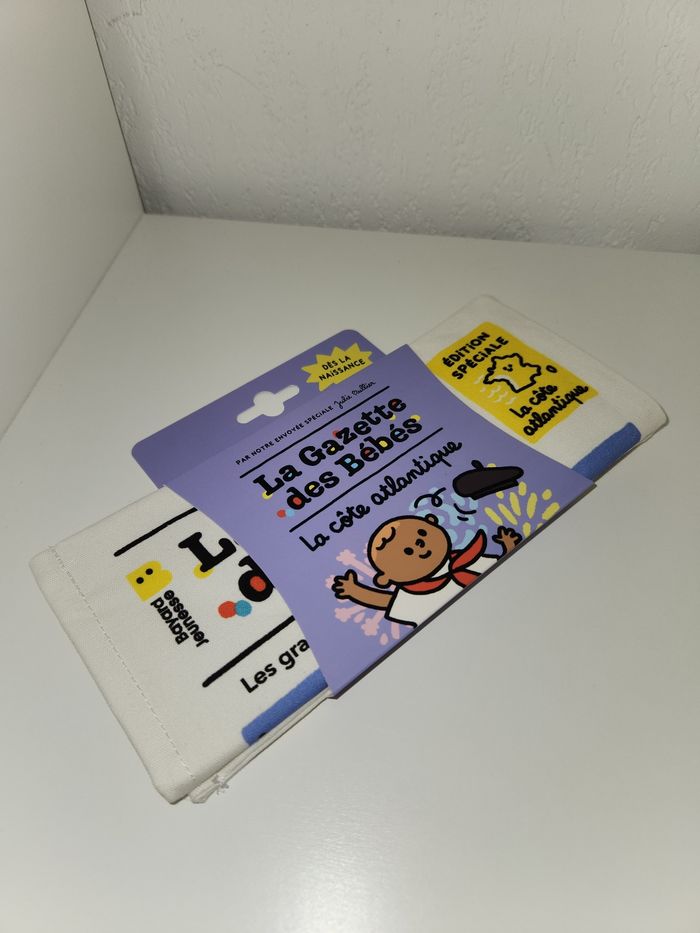 DÈS LA
NAISSANCE
PAR NOTRE ENVOYÉE SPÉCIALE Julie
La Gazette
des Bébés
La côte atlantique
ÉDITION
SPÉCIALE
La côte
atlantique
B
Bayard
Jeunesse
L
d
Les gra